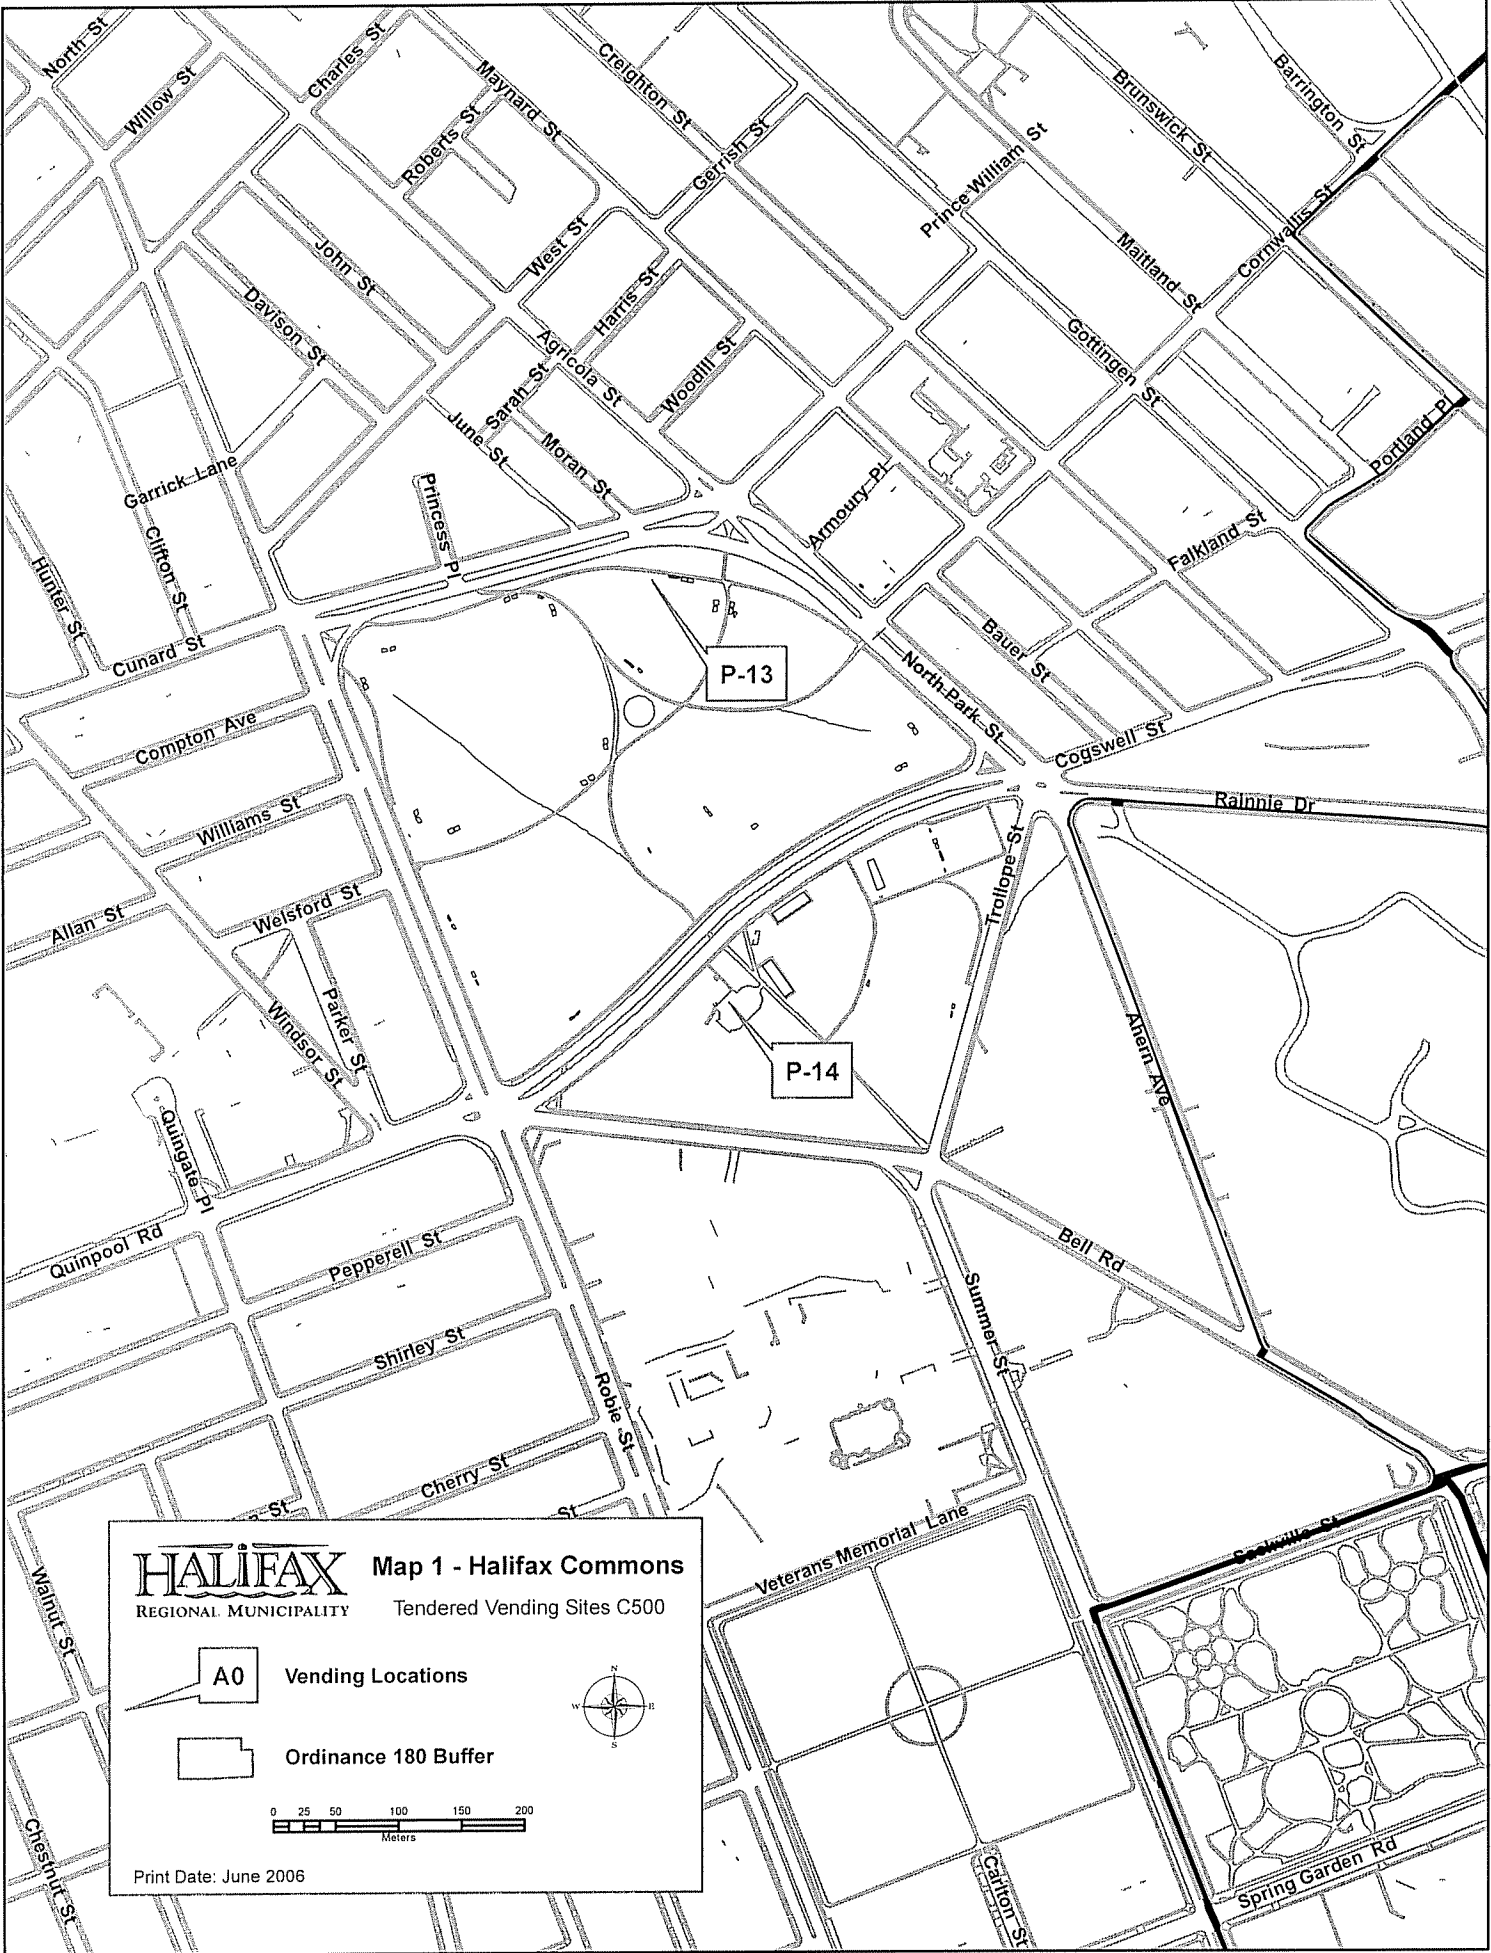 North St
Willow St
Charles St
Roberts St
Maynard St
Creighton St
Gerrish St
Prince William St
Brunswick St
Barrington St
Cornwallis St
Maitland St
West St
Harris St
John St
Davison St
Agricola St
Sarah St
Woodill St
June St
Moran St
Gottingen St
Portland Pl
Garrick Lane
Clifton St
Hunter St
Princess Pl
Armoury Pl
Falkland St
Cunard St
P-13
Bauer St
North Park St
Cogswell St
Compton Ave
Rainnie Dr
Williams St
Trollope St
Allan St
Welsford St
Parker St
Windsor St
P-14
Ahern Ave
Quingate Pl
Quinpool Rd
Pepperell St
Bell Rd
Summer St
Shirley St
Robie St
Cherry St
St
St
Veterans Memorial Lane
Sackville St
Walnut St
Chestnut St
Carlton St
Spring Garden Rd
HALIFAX
REGIONAL MUNICIPALITY
Map 1 - Halifax Commons
Tendered Vending Sites C500
A0
Vending Locations
N
W E
S
Ordinance 180 Buffer
0 25 50 100 150 200
Meters
Print Date: June 2006